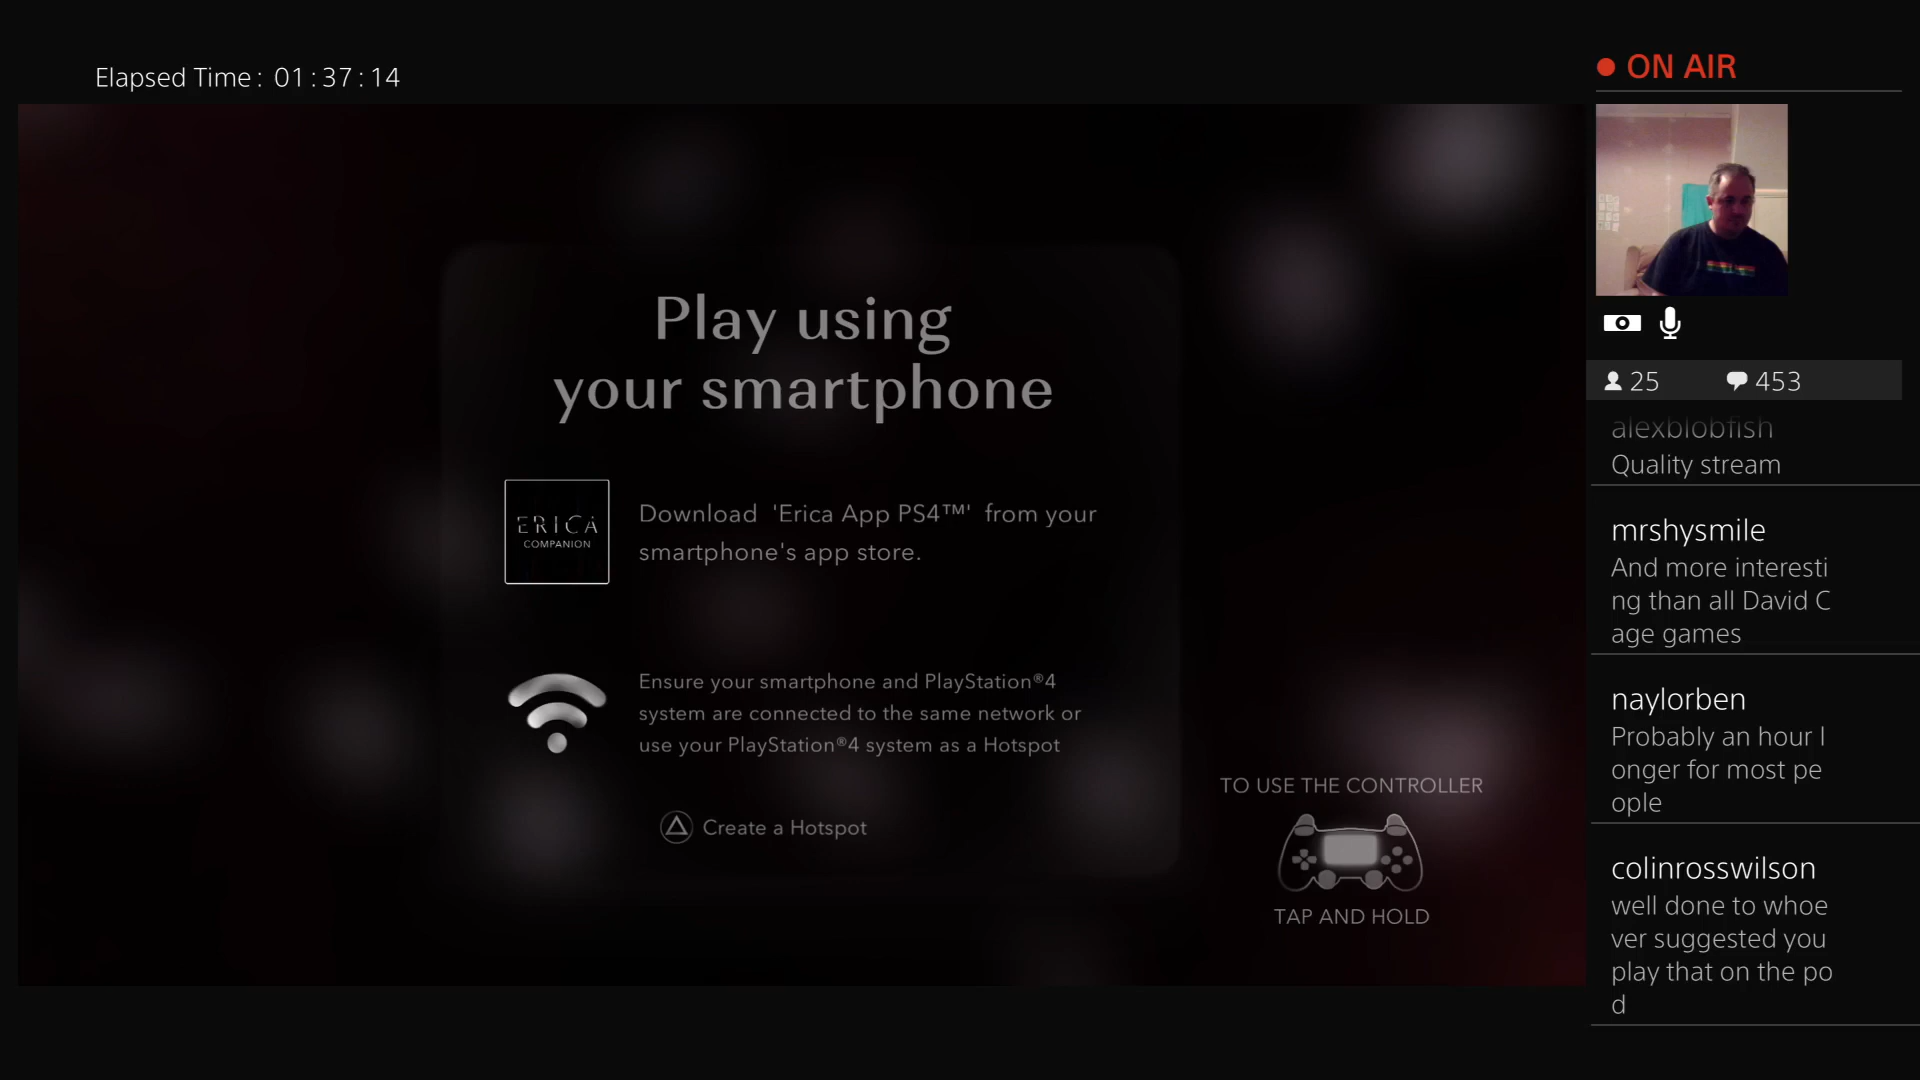 Elapsed Time: 01:37:14
ON AIR
Play using
your smartphone
ERICA
COMPANION
Download 'Erica App PS4™' from your
smartphone's app store.
Ensure your smartphone and PlayStation®4
system are connected to the same network or
use your PlayStation®4 system as a Hotspot
Create a Hotspot
TO USE THE CONTROLLER
TAP AND HOLD
25 453
alexblobfish
Quality stream
mrshysmile
And more interesti
ng than all David C
age games
naylorben
Probably an hour l
onger for most pe
ople
colinrosswilson
well done to whoe
ver suggested you
play that on the po
d